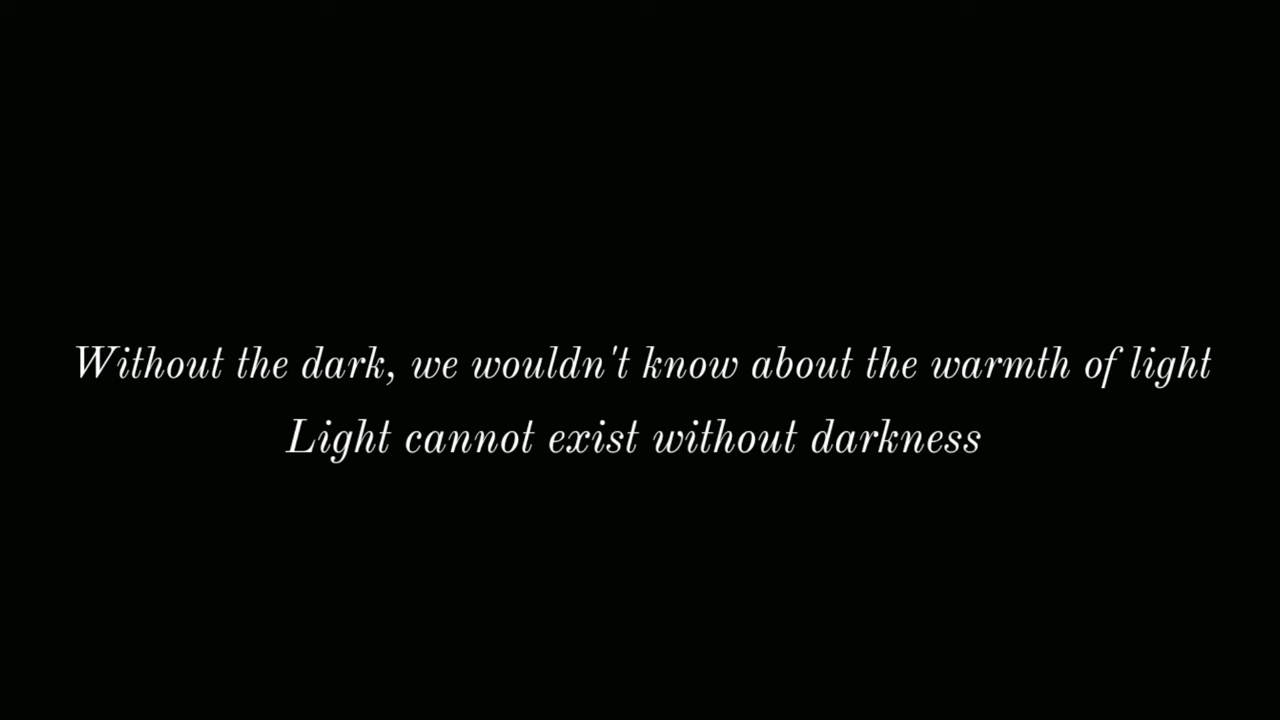 Without the dark, we wouldn't know about the warmth of light
Light cannot exist without darkness